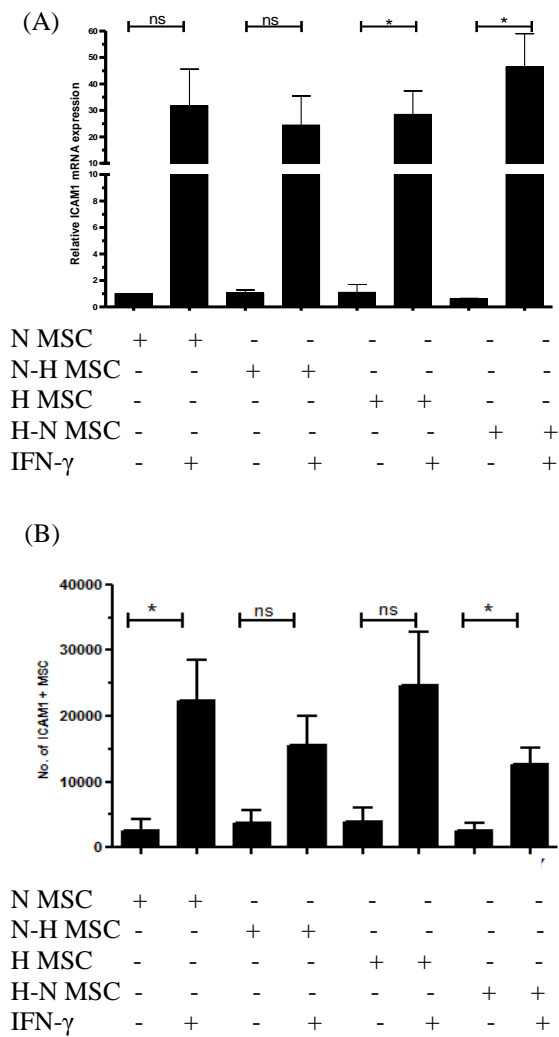 (A)
ns ns * *
60
50
40
30
20
10
10
8
6
4
2
0
Relative ICAM1 mRNA expression
N MSC + + - - - - - -
N-H MSC - - + + - - - -
H MSC - - - - + + - -
H-N MSC - - - - - - + +
IFN-γ - + - + - + - +
(B)
* ns ns *
40000
30000
20000
10000
0
No. of ICAM1 + MSC
N MSC + + - - - - - -
N-H MSC - - + + - - - -
H MSC - - - - + + - -
H-N MSC - - - - - - + +
IFN-γ - + - + - + - +